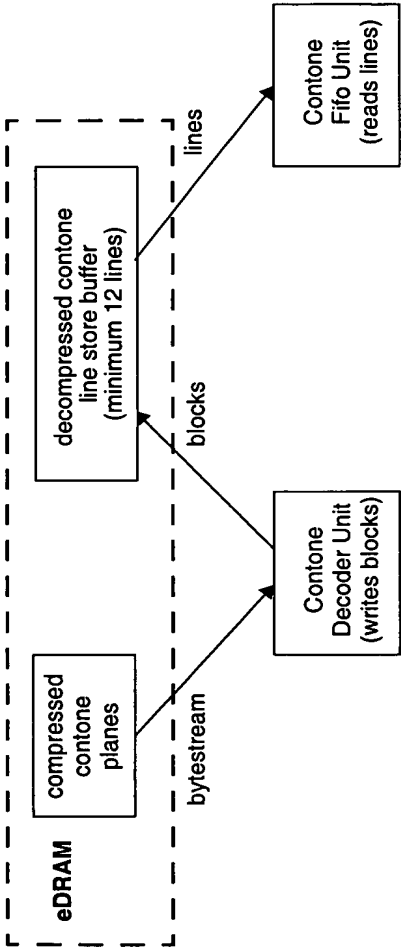 eDRAM
compressed
contone
planes
decompressed contone
line store buffer
(minimum 12 lines)
bytestream
blocks
lines
Contone
Decoder Unit
(writes blocks)
Contone
Fifo Unit
(reads lines)